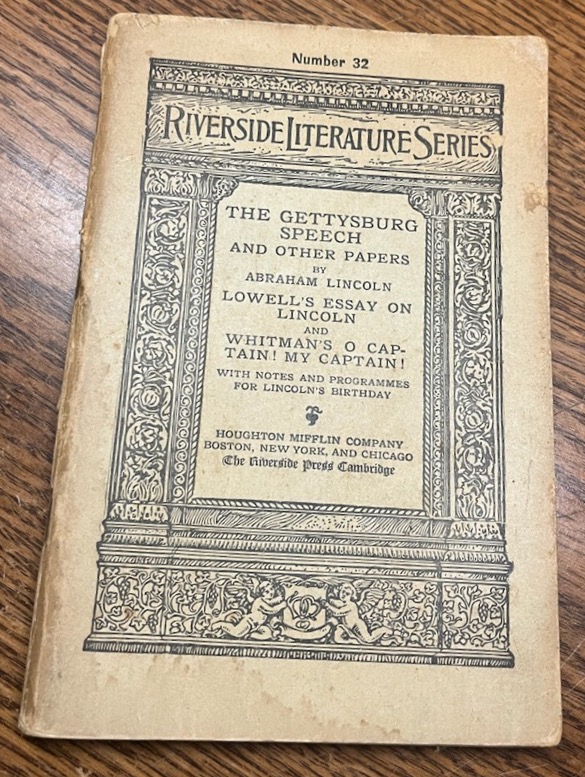 Number 32
RIVERSIDE LITERATURE SERIES
THE GETTYSBURG
SPEECH
AND OTHER PAPERS
BY
ABRAHAM LINCOLN
LOWELL'S ESSAY ON
LINCOLN
AND
WHITMAN'S O CAP-
TAIN! MY CAPTAIN!
WITH NOTES AND PROGRAMMES
FOR LINCOLN'S BIRTHDAY
HOUGHTON MIFFLIN COMPANY
BOSTON, NEW YORK, AND CHICAGO
The Riverside Press Cambridge